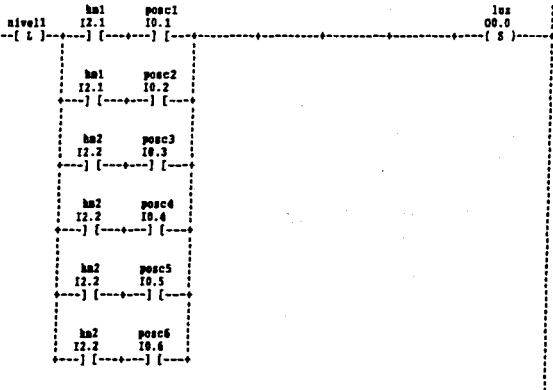 hm1 posc1 luz
nivel1 I2.1 I0.1 O0.0
--[ L ]--+---] [---+---] [---+-------+-------+-------+-------+---( S )---+
hm1 posc2
I2.1 I0.2
+---] [---+---] [---+
hm2 posc3
I2.2 I0.3
+---] [---+---] [---+
hm2 posc4
I2.2 I0.4
+---] [---+---] [---+
hm2 posc5
I2.2 I0.5
+---] [---+---] [---+
hm2 posc6
I2.2 I0.6
+---] [---+---] [---+